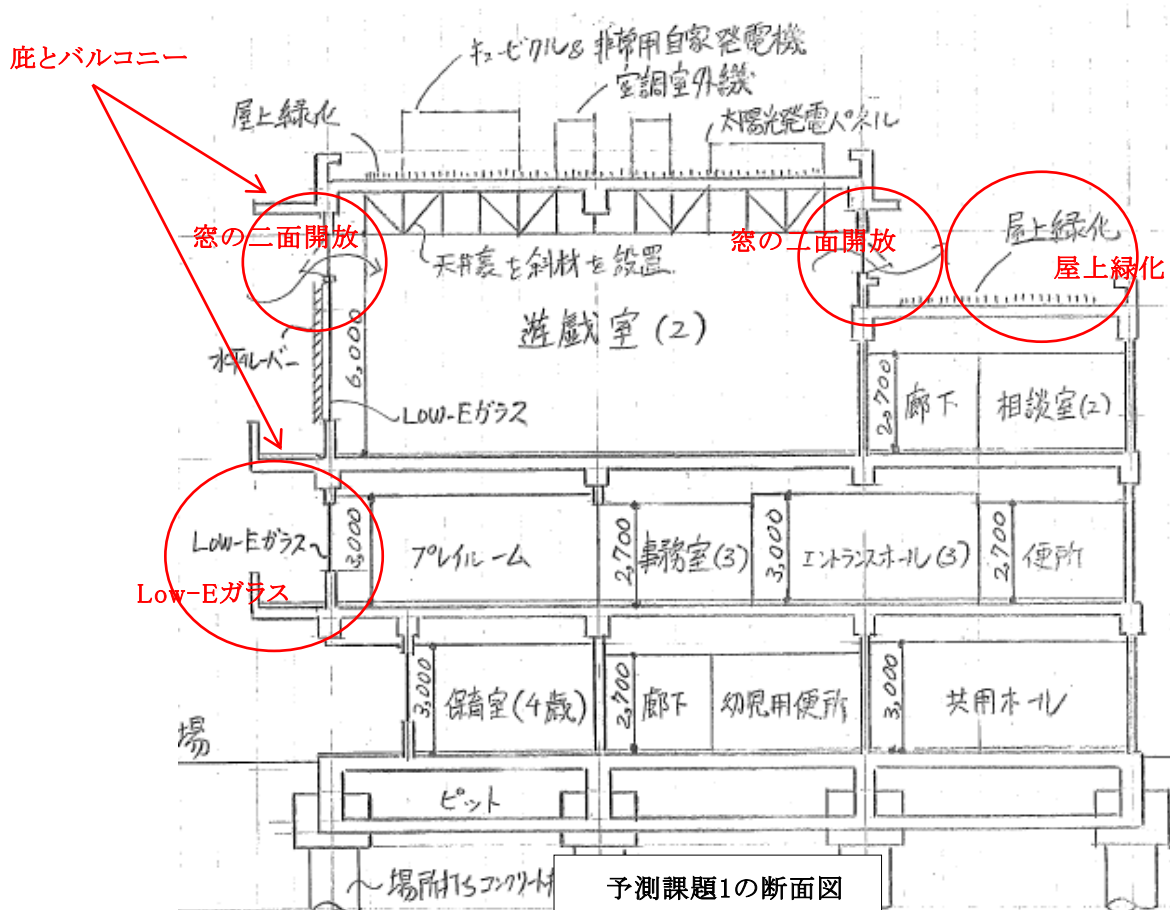 キュービクル&非常用自家発電機
庇とバルコニー
空調室外機
屋上緑化
太陽光発電パネル
窓の二面開放
窓の二面開放
屋上緑化
屋上緑化
天井裏を斜材を設置
遊戯室(2)
水平ルーバー
6,000
Low-Eガラス
2,700
廊下
相談室(2)
Low-Eガラス
Low-Eガラス
3,000
プレイルーム
2,700
事務室(3)
3,000
エントランスホール(3)
2,700
便所
3,000
保育室(4歳)
2,700
廊下
幼児用便所
3,000
共用ホール
場
ピット
場所打ちコンクリート
予測課題1の断面図